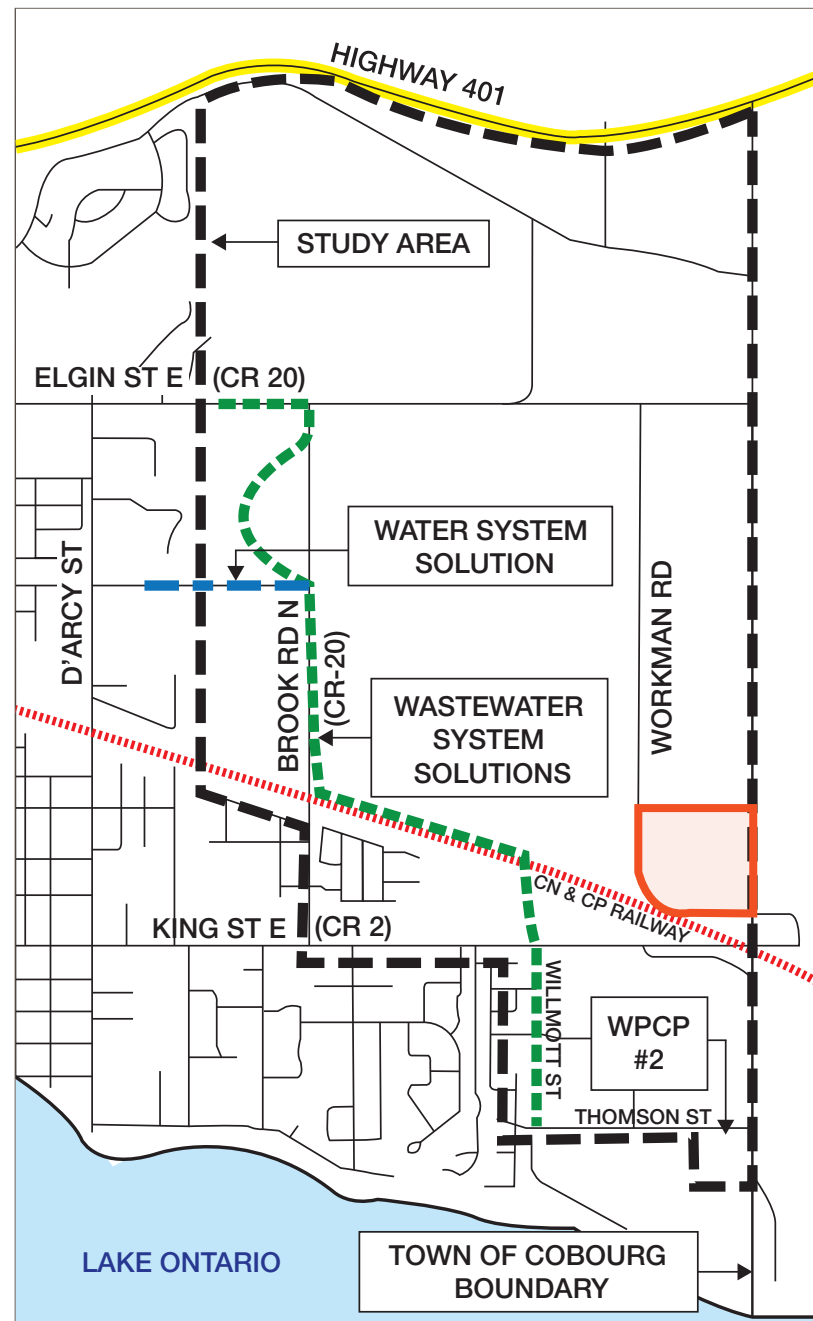 HIGHWAY 401
STUDY AREA
ELGIN ST E (CR 20)
WATER SYSTEM
SOLUTION
D'ARCY ST
BROOK RD N
(CR-20)
WORKMAN RD
WASTEWATER
SYSTEM
SOLUTIONS
CN & CP RAILWAY
KING ST E (CR 2)
WILLMOTT ST
WPCP
#2
THOMSON ST
LAKE ONTARIO
TOWN OF COBOURG
BOUNDARY